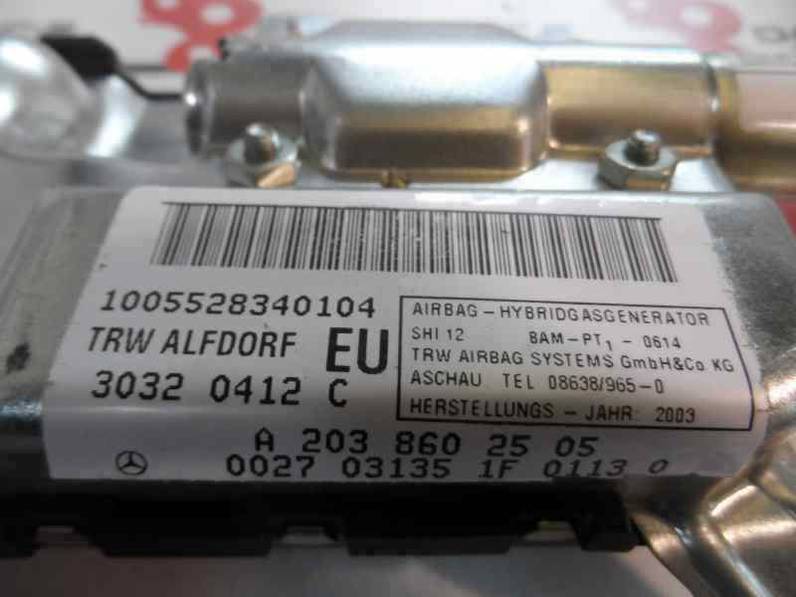 1005528340104
TRW ALFDORF EU
3032 0412 C
AIRBAG - HYBRIDGASGENERATOR
SHI 12 BAM-PT1-0614
TRW AIRBAG SYSTEMS GmbH&Co KG
ASCHAU TEL 08638/965-0
HERSTELLUNGS - JAHR: 2003
A 203 860 25 05
0027 03135 1F 0113 0